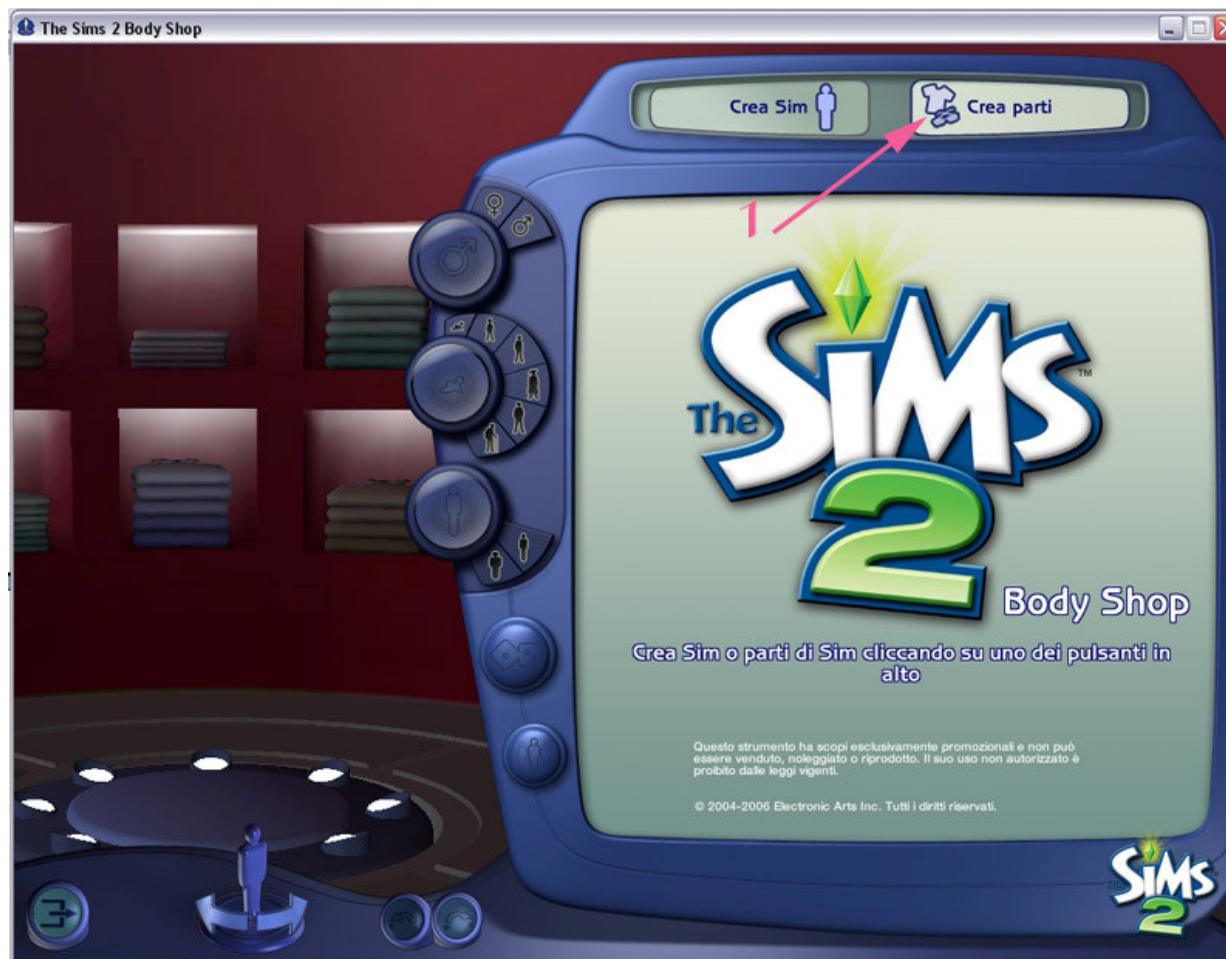 The Sims 2 Body Shop
Crea Sim
Crea parti
1
The
SiMS
™
2
Body Shop
Crea Sim o parti di Sim cliccando su uno dei pulsanti in
alto
Questo strumento ha scopi esclusivamente promozionali e non può
essere venduto, noleggiato o riprodotto. Il suo uso non autorizzato è
proibito dalle leggi vigenti.
© 2004-2006 Electronic Arts Inc. Tutti i diritti riservati.
The
SiMS
2